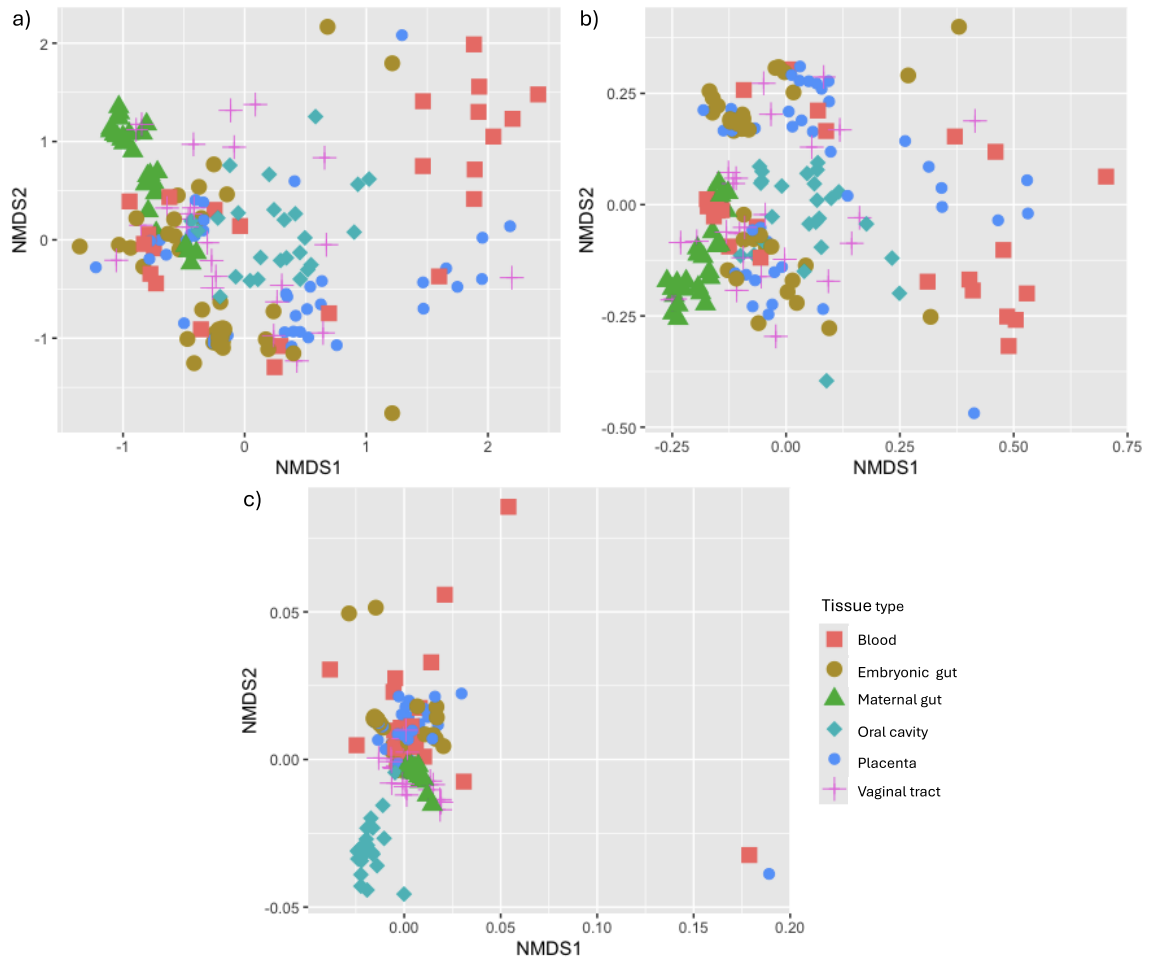 a)
2
1
0
-1
NMDS2
-1
0
1
2
NMDS1
b)
0.25
0.00
-0.25
-0.50
NMDS2
-0.25
0.00
0.25
0.50
0.75
NMDS1
c)
0.05
0.00
-0.05
NMDS2
0.00
0.05
0.10
0.15
0.20
NMDS1
Tissue type
Blood
Embryonic gut
Maternal gut
Oral cavity
Placenta
Vaginal tract